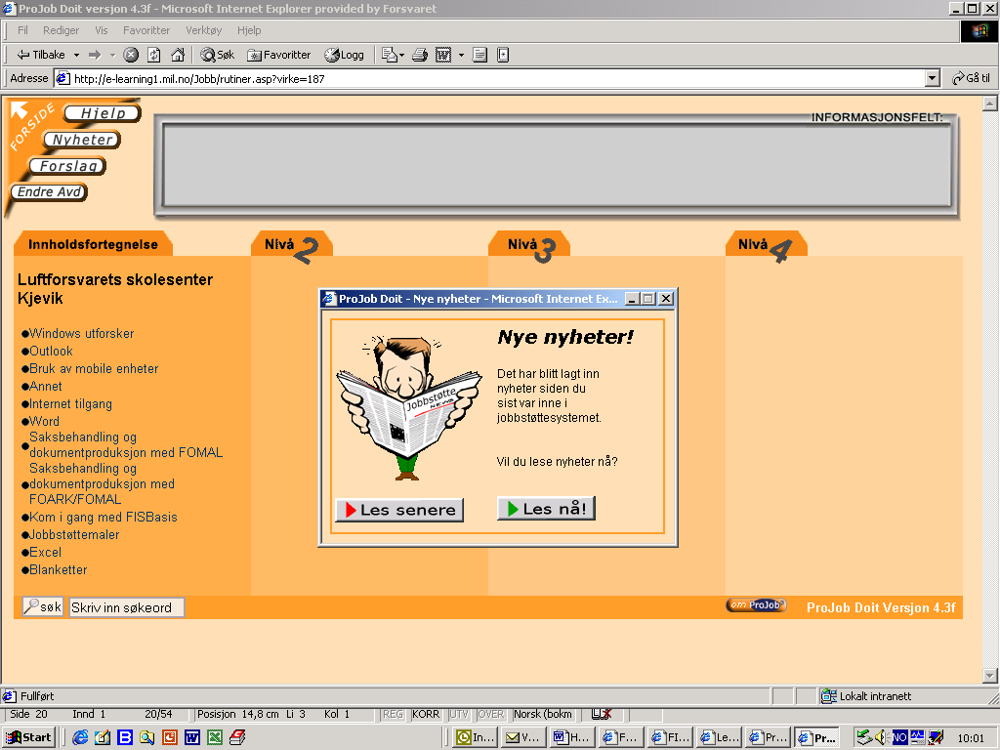 ProJob Doit versjon 4.3f - Microsoft Internet Explorer provided by Forsvaret
Fil Rediger Vis Favoritter Verktøy Hjelp
Tilbake Søk Favoritter Logg
Adresse http://e-learning1.mil.no/Jobb/rutiner.asp?virke=187 Gå til
FORSIDE
Hjelp
Nyheter
Forslag
Endre Avd
INFORMASJONSFELT:
Innholdsfortegnelse Nivå 2 Nivå 3 Nivå 4
Luftforsvarets skolesenter
Kjevik
Windows utforsker
Outlook
Bruk av mobile enheter
Annet
Internet tilgang
Word
Saksbehandling og
dokumentproduksjon med FOMAL
Saksbehandling og
dokumentproduksjon med
FOARK/FOMAL
Kom i gang med FISBasis
Jobbstøttemaler
Excel
Blanketter
ProJob Doit - Nye nyheter - Microsoft Internet Ex...
Jobbstøtte
NEWS
Nye nyheter!
Det har blitt lagt inn
nyheter siden du
sist var inne i
jobbstøttesystemet.
Vil du lese nyheter nå?
Les senere Les nå!
søk Skriv inn søkeord om ProJob ProJob Doit Versjon 4.3f
Fullført Lokalt intranett
Side 20 Innd 1 20/54 Posisjon 14,8 cm Li 3 Kol 1 REG KORR UTV OVER Norsk (bokm
Start In... V... H... F... FI... Le... Pr... Pr... NO 10:01